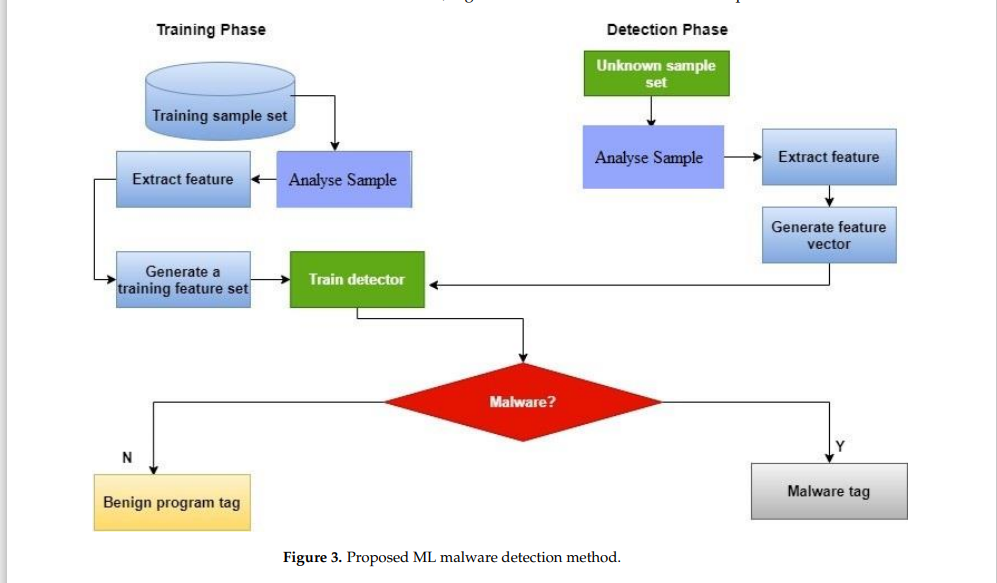 Training Phase
Detection Phase
Unknown sample
set
Training sample set
Analyse Sample
Extract feature
Extract feature
Analyse Sample
Generate feature
vector
Generate a
training feature set
Train detector
Malware?
N
Y
Benign program tag
Malware tag
Figure 3. Proposed ML malware detection method.